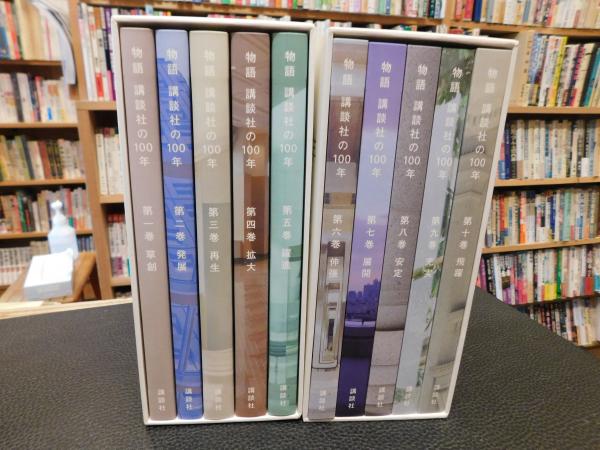 物語 講談社の100年 第一巻 草創 講談社
物語 講談社の100年 第二巻 発展 講談社
物語 講談社の100年 第三巻 再生 講談社
物語 講談社の100年 第四巻 拡大 講談社
物語 講談社の100年 第五巻 躍進 講談社
物語 講談社の100年 第六巻 伸張 講談社
物語 講談社の100年 第七巻 展開 講談社
物語 講談社の100年 第八巻 安定 講談社
物語 講談社の100年 第九巻 講談社
物語 講談社の100年 第十巻 飛躍 講談社